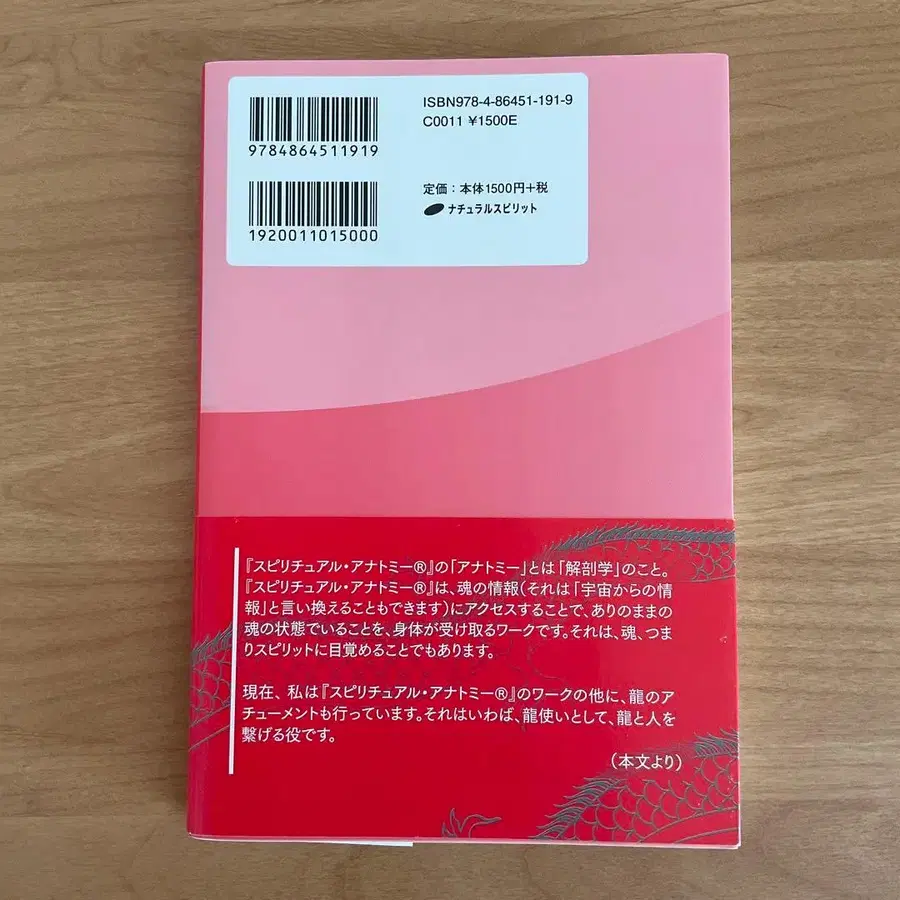 ISBN978-4-86451-191-9
C0011 ¥1500E
9784864511919
定価：本体1500円+税
ナチュラルスピリット
1920011015000
『スピリチュアル・アナトミー®』の「アナトミー」とは「解剖学」のこと。
『スピリチュアル・アナトミー®』は、魂の情報(それは「宇宙からの情
報」と言い換えることもできます)にアクセスすることで、ありのままの
魂の状態でいることを、身体が受け取るワークです。それは、魂、つま
りスピリットに目覚めることでもあります。
現在、私は『スピリチュアル・アナトミー®』のワークの他に、龍のア
チューメントも行っています。それはいわば、龍使いとして、龍と人を
繋げる役です。
(本文より)